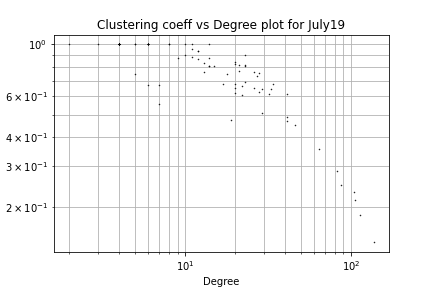 Clustering coeff vs Degree plot for July19
10⁰
6 × 10⁻¹
4 × 10⁻¹
3 × 10⁻¹
2 × 10⁻¹
10¹ 10²
Degree